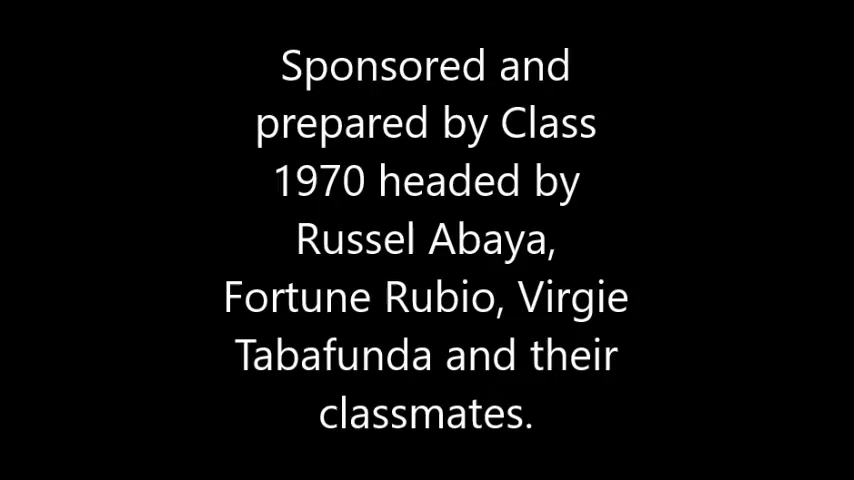 Sponsored and
prepared by Class
1970 headed by
Russel Abaya,
Fortune Rubio, Virgie
Tabafunda and their
classmates.